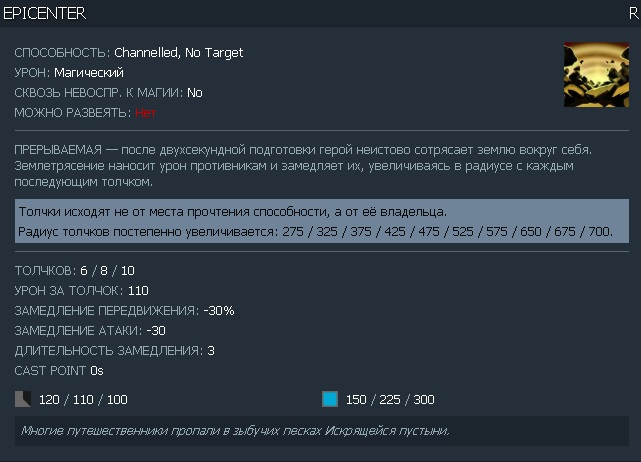 EPICENTER R
СПОСОБНОСТЬ: Channelled, No Target
УРОН: Магический
СКВОЗЬ НЕВОСПР. К МАГИИ: No
МОЖНО РАЗВЕЯТЬ: Нет
ПРЕРЫВАЕМАЯ — после двухсекундной подготовки герой неистово сотрясает землю вокруг себя.
Землетрясение наносит урон противникам и замедляет их, увеличиваясь в радиусе с каждым
последующим толчком.
Толчки исходят не от места прочтения способности, а от её владельца.
Радиус толчков постепенно увеличивается: 275 / 325 / 375 / 425 / 475 / 525 / 575 / 650 / 675 / 700.
ТОЛЧКОВ: 6 / 8 / 10
УРОН ЗА ТОЛЧОК: 110
ЗАМЕДЛЕНИЕ ПЕРЕДВИЖЕНИЯ: -30%
ЗАМЕДЛЕНИЕ АТАКИ: -30
ДЛИТЕЛЬНОСТЬ ЗАМЕДЛЕНИЯ: 3
CAST POINT 0s
120 / 110 / 100 150 / 225 / 300
Многие путешественники пропали в зыбучих песках Искрящейся пустыни.